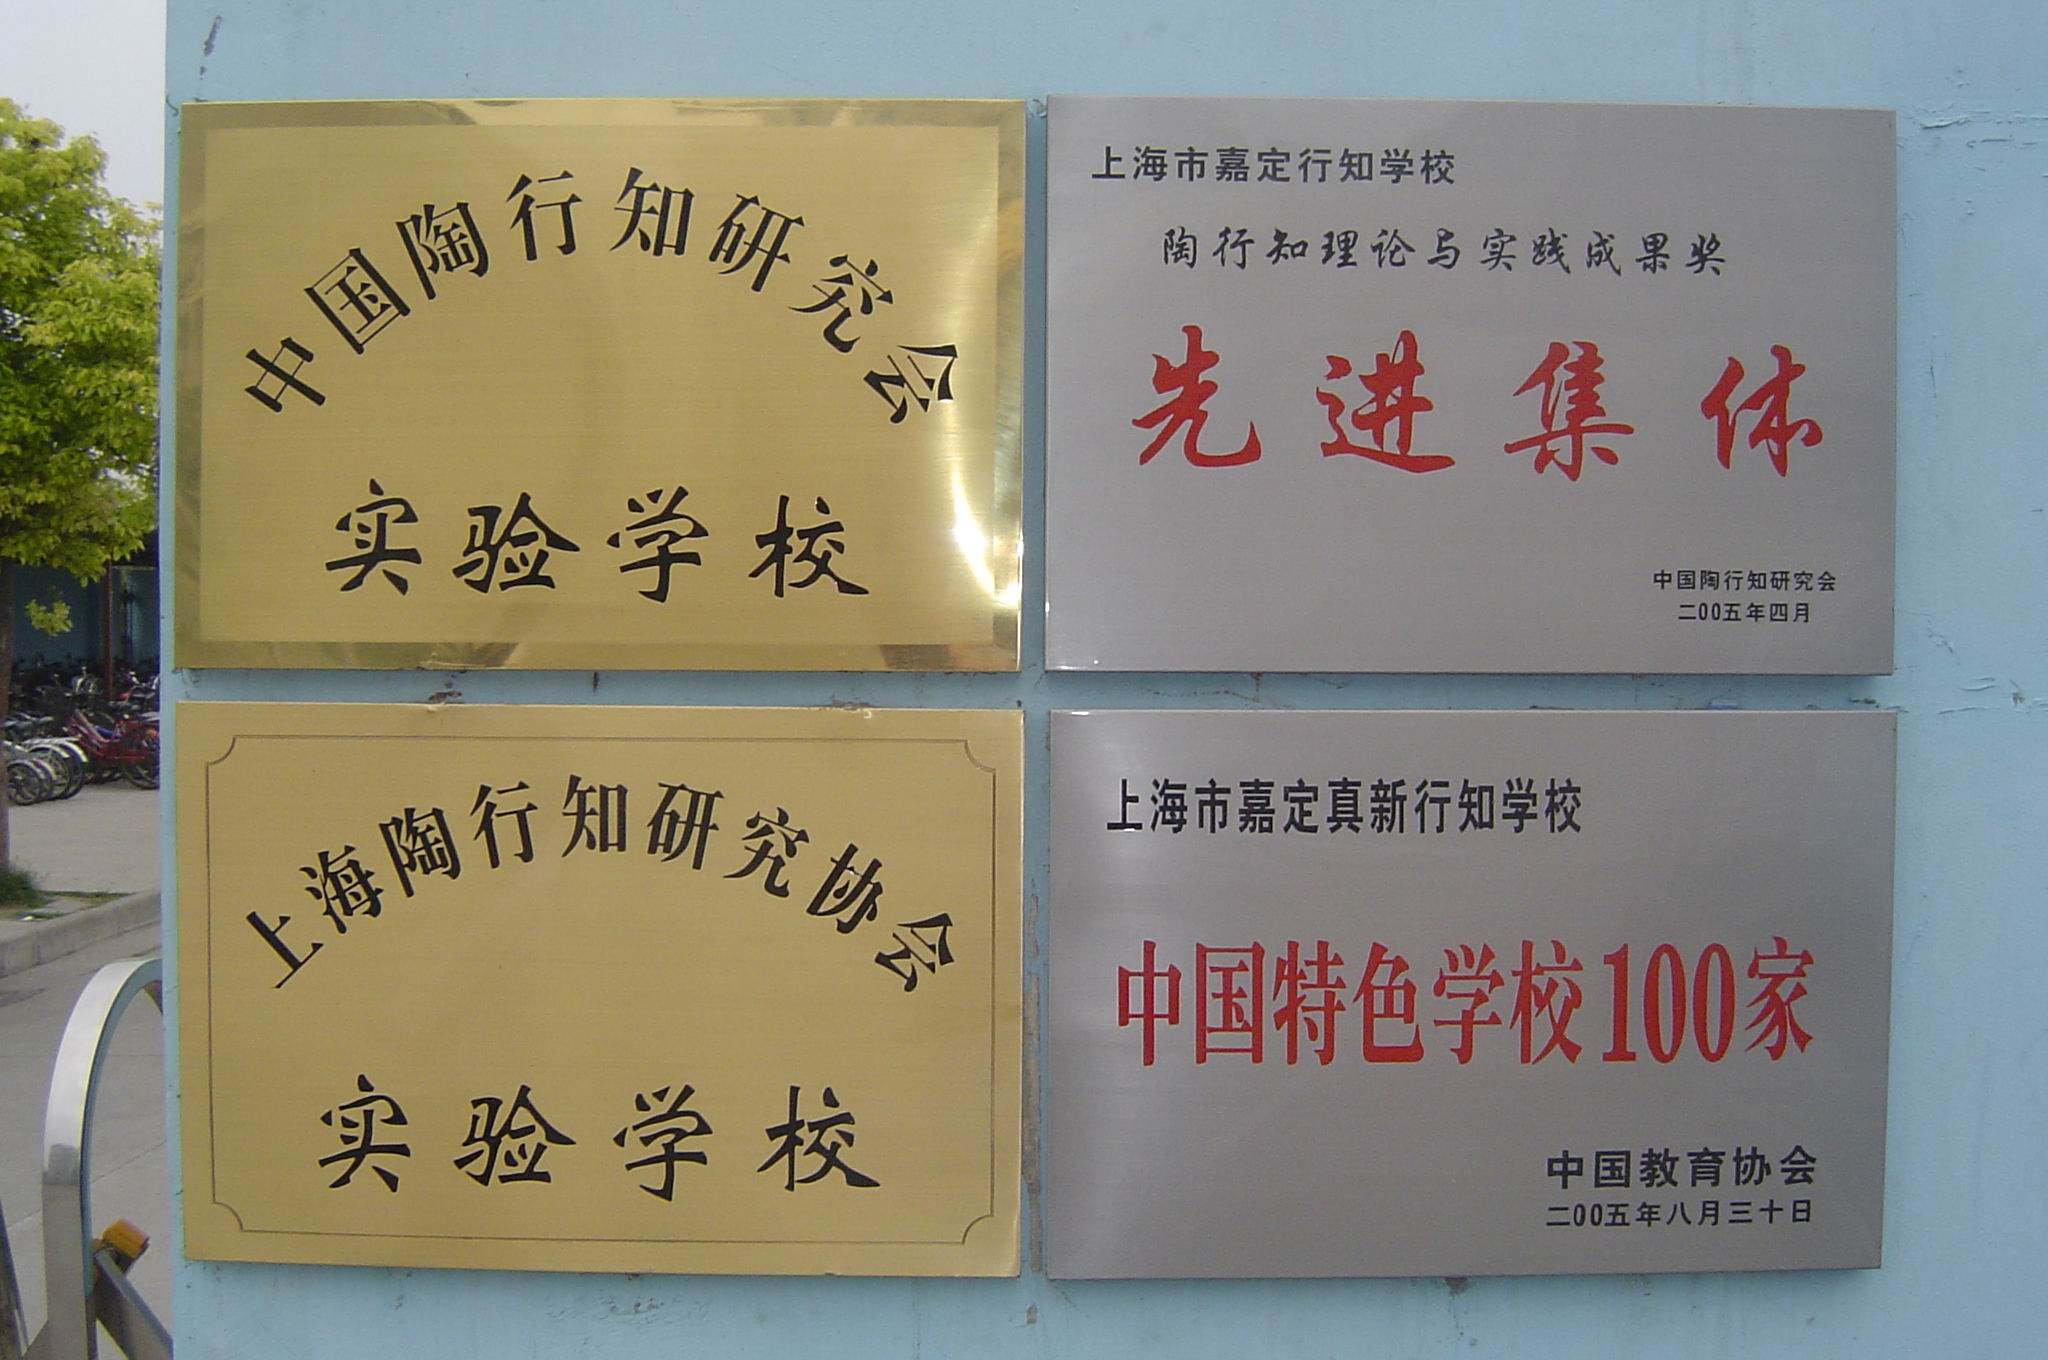 中国陶行知研究会
实验学校
上海市嘉定行知学校
陶行知理论与实践成果奖
先进集体
中国陶行知研究会
二00五年四月
上海陶行知研究协会
实验学校
上海市嘉定真新行知学校
中国特色学校100家
中国教育协会
二00五年八月三十日